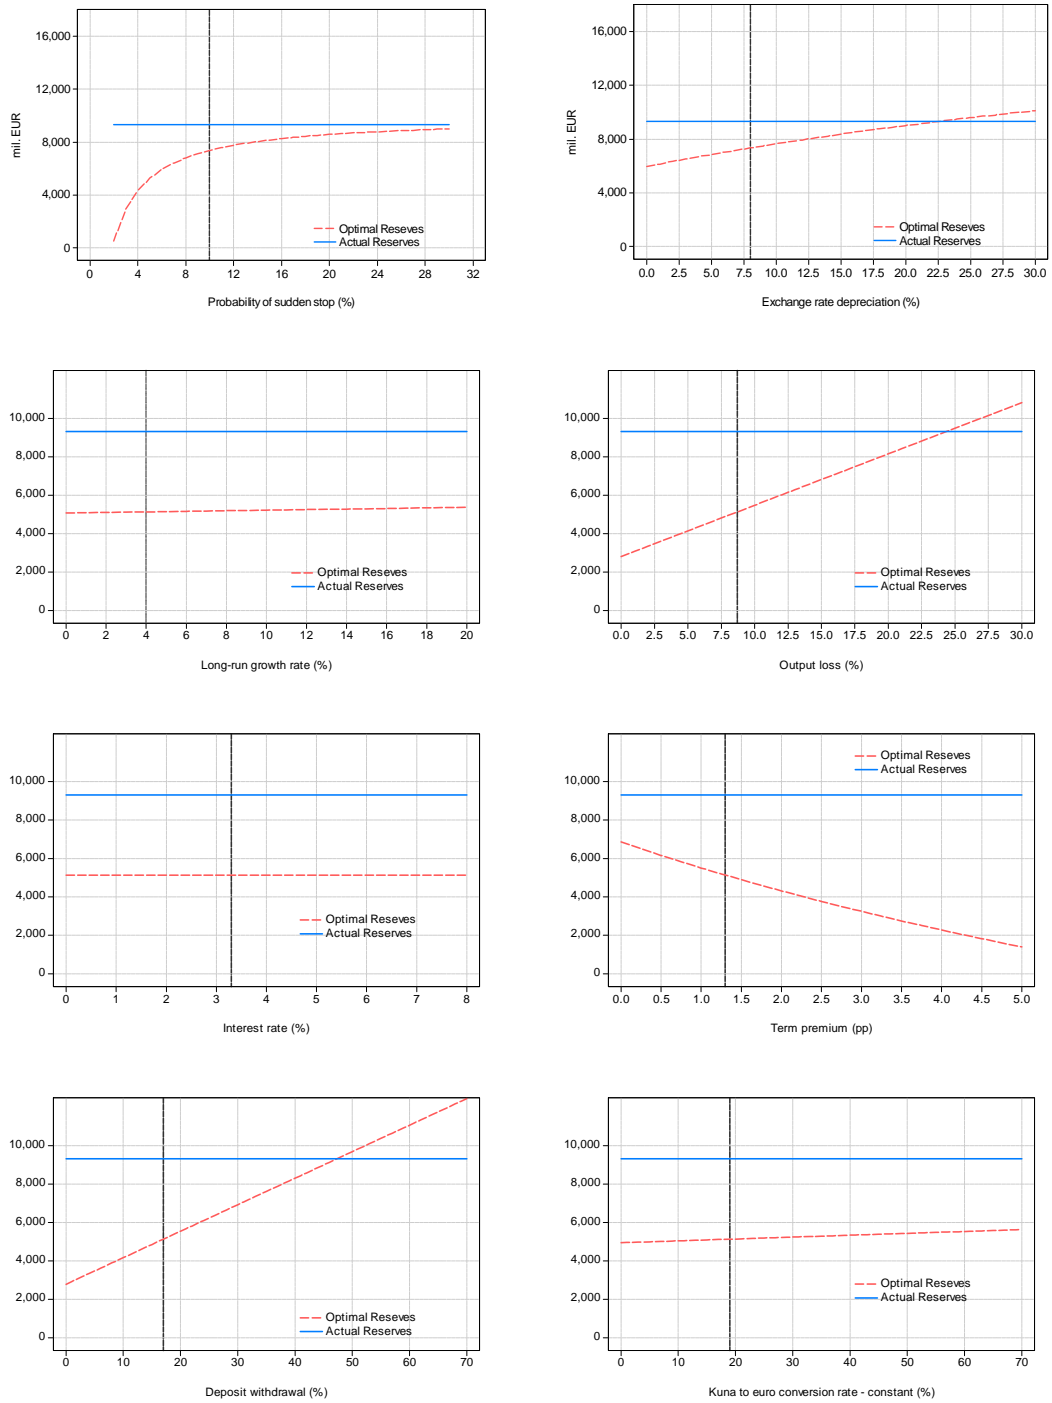 16,000
12,000
8,000
4,000
0
mil. EUR
Optimal Reseves
Actual Reserves
0 4 8 12 16 20 24 28 32
Probability of sudden stop (%)
16,000
12,000
8,000
4,000
0
mil. EUR
Optimal Reseves
Actual Reserves
0.0 2.5 5.0 7.5 10.0 12.5 15.0 17.5 20.0 22.5 25.0 27.5 30.0
Exchange rate depreciation (%)
10,000
8,000
6,000
4,000
2,000
0
Optimal Reseves
Actual Reserves
0 2 4 6 8 10 12 14 16 18 20
Long-run growth rate (%)
10,000
8,000
6,000
4,000
2,000
0
Optimal Reseves
Actual Reserves
0.0 2.5 5.0 7.5 10.0 12.5 15.0 17.5 20.0 22.5 25.0 27.5 30.0
Output loss (%)
10,000
8,000
6,000
4,000
2,000
0
Optimal Reseves
Actual Reserves
0 1 2 3 4 5 6 7 8
Interest rate (%)
Optimal Reseves
Actual Reserves
10,000
8,000
6,000
4,000
2,000
0
0.0 0.5 1.0 1.5 2.0 2.5 3.0 3.5 4.0 4.5 5.0
Term premium (pp)
10,000
8,000
6,000
4,000
2,000
0
Optimal Reseves
Actual Reserves
0 10 20 30 40 50 60 70
Deposit withdrawal (%)
10,000
8,000
6,000
4,000
2,000
0
Optimal Reseves
Actual Reserves
0 10 20 30 40 50 60 70
Kuna to euro conversion rate - constant (%)